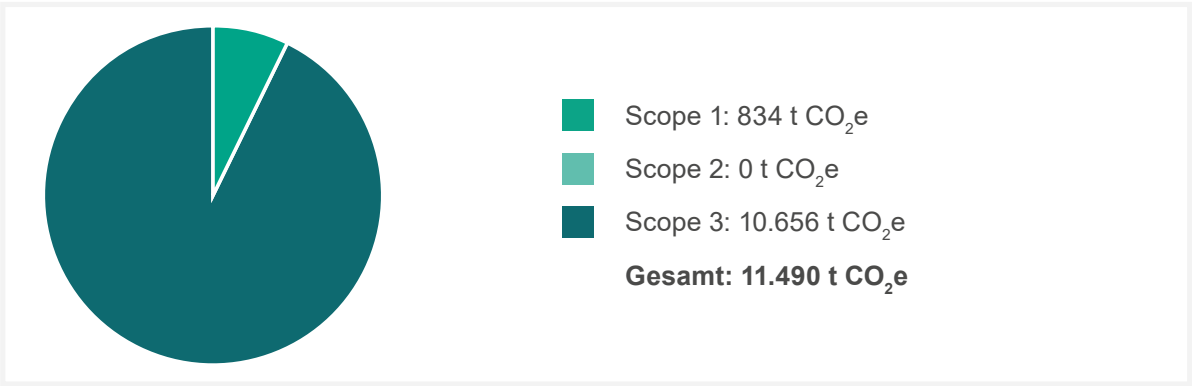 Scope 1: 834 t CO₂e
Scope 2: 0 t CO₂e
Scope 3: 10.656 t CO₂e
Gesamt: 11.490 t CO₂e